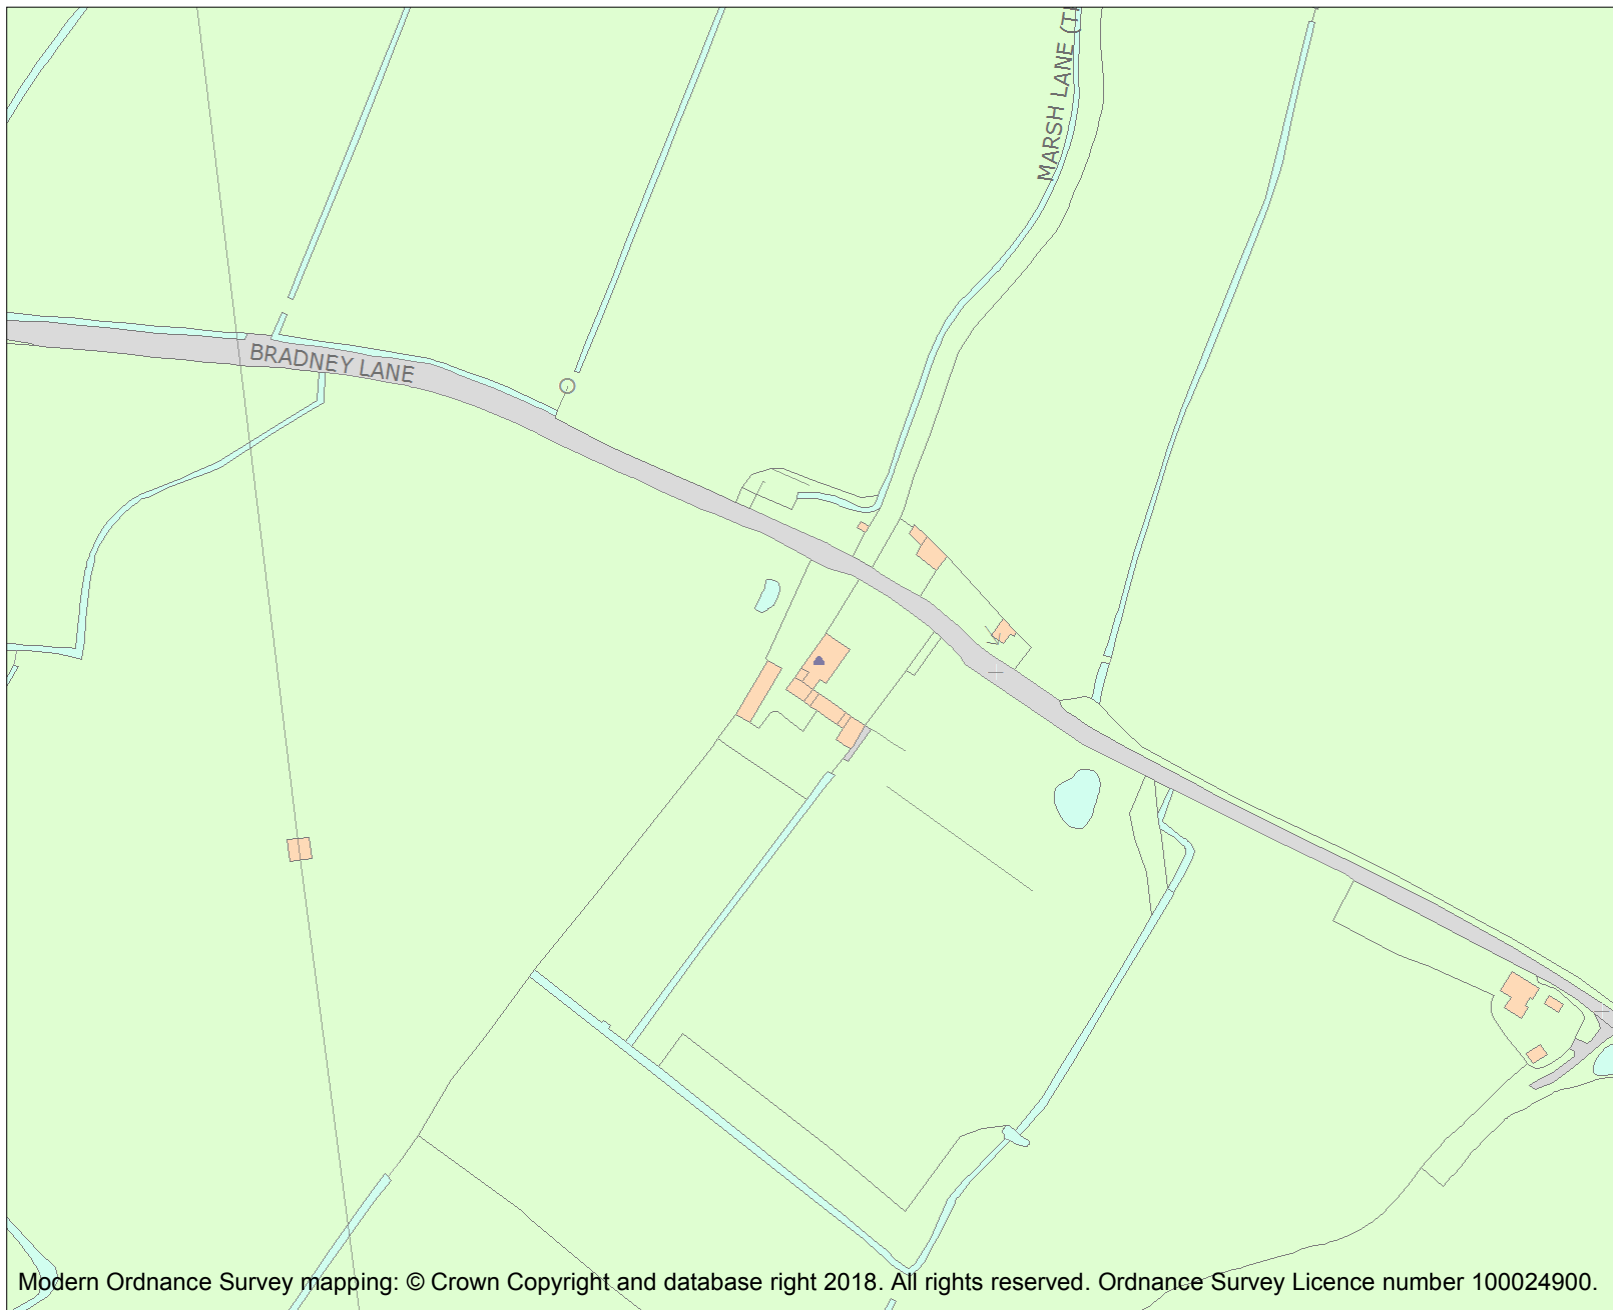 MARSH LANE (T
BRADNEY LANE
Modern Ordnance Survey mapping: © Crown Copyright and database right 2018. All rights reserved. Ordnance Survey Licence number 100024900.